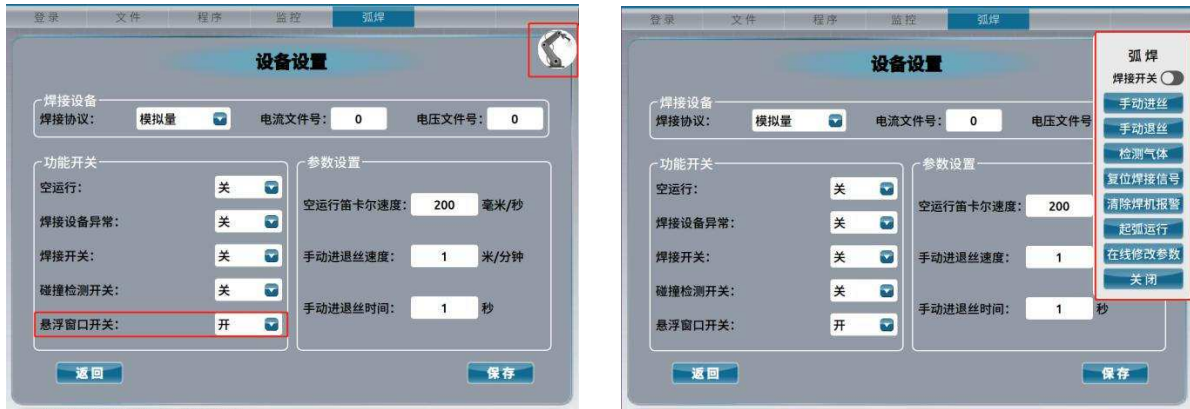 登录 文件 程序 监控 弧焊
设备设置
焊接设备
焊接协议： 模拟量 电流文件号： 0 电压文件号： 0
功能开关
空运行： 关
焊接设备异常： 关
焊接开关： 关
碰撞检测开关： 关
悬浮窗口开关： 开
参数设置
空运行笛卡尔速度： 200 毫米/秒
手动进退丝速度： 1 米/分钟
手动进退丝时间： 1 秒
返回 保存
登录 文件 程序 监控 弧焊
设备设置
焊接设备
焊接协议： 模拟量 电流文件号： 0 电压文件号
功能开关
空运行： 关
焊接设备异常： 关
焊接开关： 关
碰撞检测开关： 关
悬浮窗口开关： 开
参数设置
空运行笛卡尔速度： 200
手动进退丝速度： 1
手动进退丝时间： 1 秒
返回 保存
弧焊
焊接开关
手动进丝
手动退丝
检测气体
复位焊接信号
清除焊机报警
起弧运行
在线修改参数
关闭